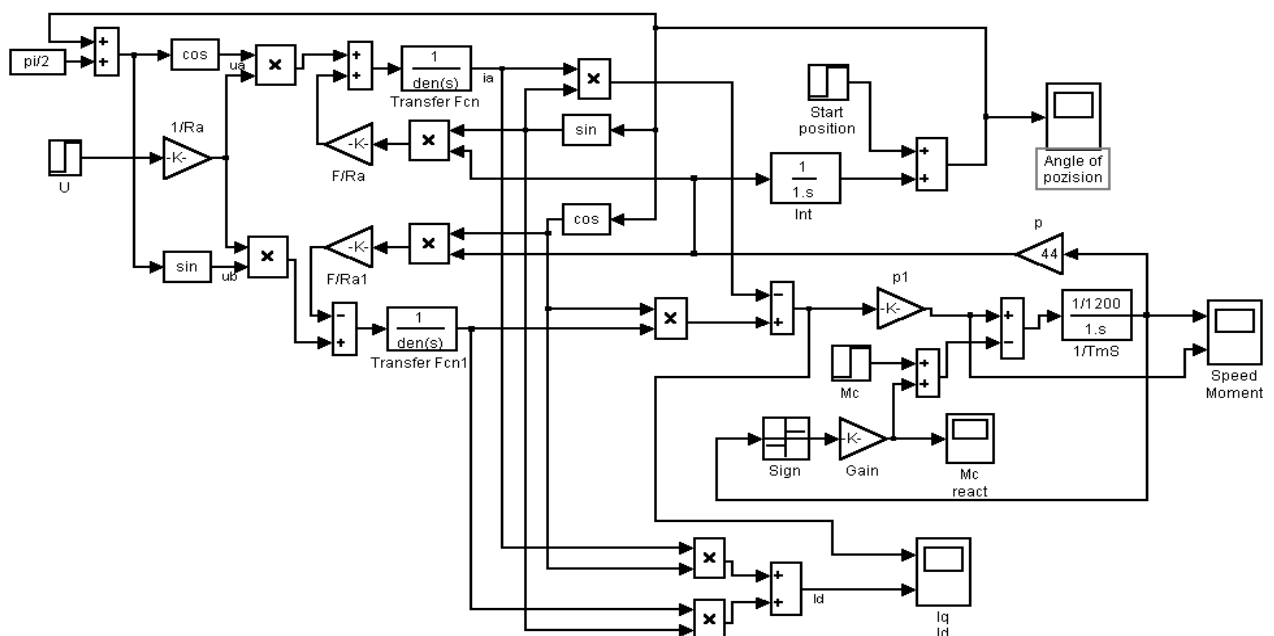 +
+
pi/2
cos
ua
×
+
+
1
den(s)
Transfer Fcn
ia
×
Start
position
Angle of
pozision
1/Ra
-K-
U
-K-
F/Ra
×
sin
+
+
1
1.s
Int
cos
p
44
sin
ub
×
-K-
F/Ra1
×
−
+
1
den(s)
Transfer Fcn1
×
−
+
p1
-K-
+
−
1/1200
1.s
1/TmS
Speed
Moment
Mc
+
+
Sign
-K-
Gain
Mc
react
×
×
+
+
Id
Iq
Id